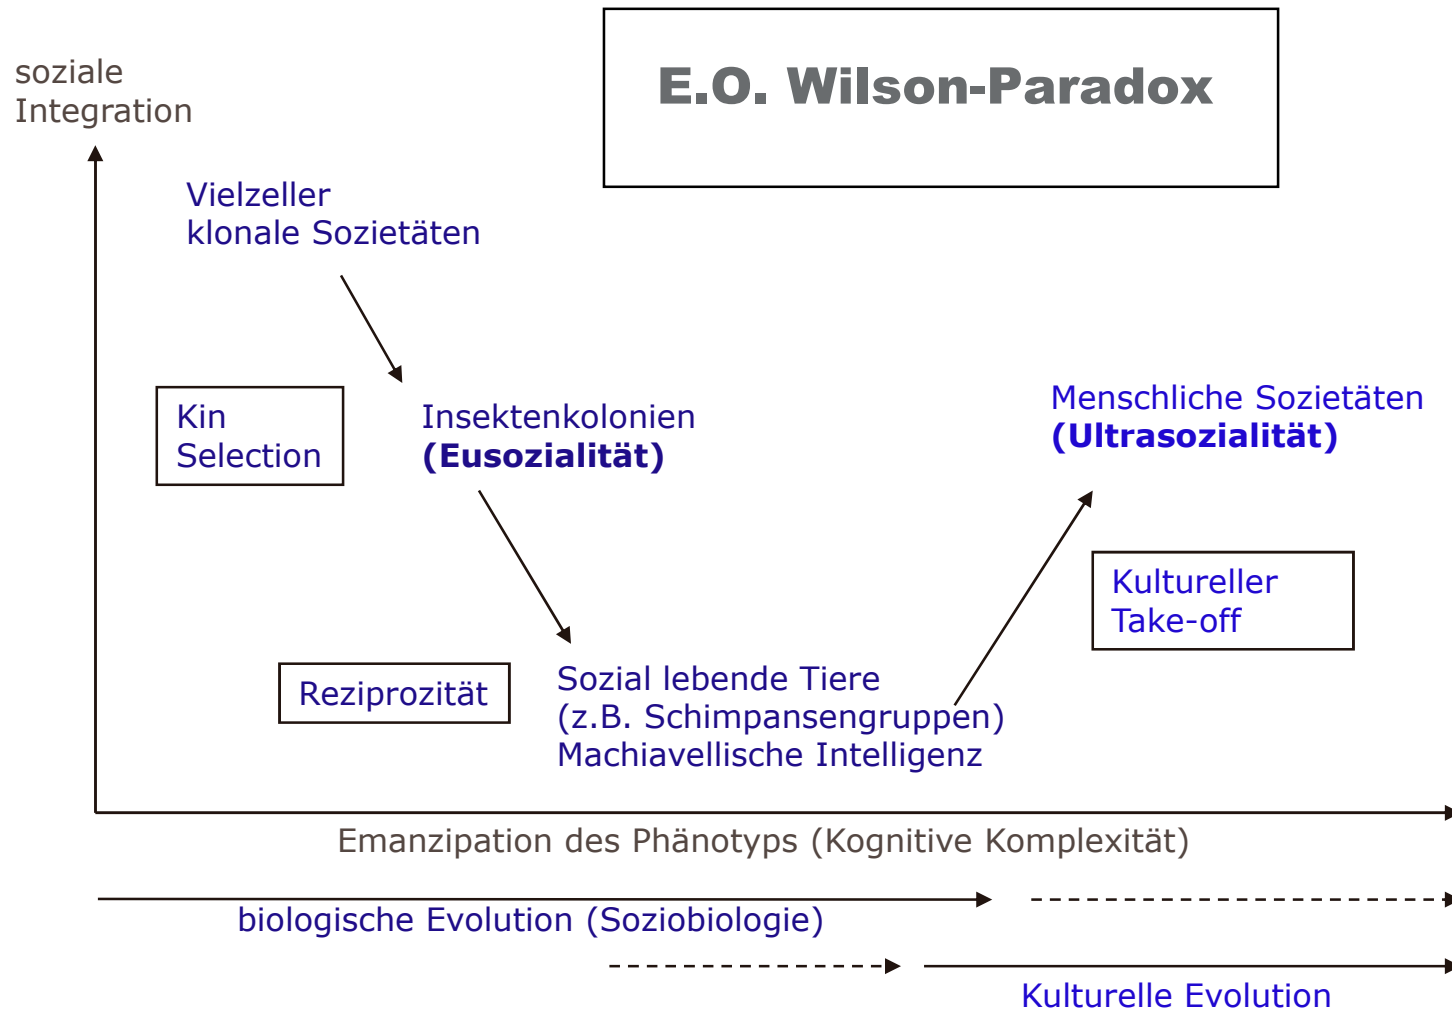 soziale
Integration
E.O. Wilson-Paradox
Vielzeller
klonale Sozietäten
Kin
Selection
Insektenkolonien
(Eusozialität)
Menschliche Sozietäten
(Ultrasozialität)
Kultureller
Take-off
Reziprozität
Sozial lebende Tiere
(z.B. Schimpansengruppen)
Machiavellische Intelligenz
Emanzipation des Phänotyps (Kognitive Komplexität)
biologische Evolution (Soziobiologie)
Kulturelle Evolution